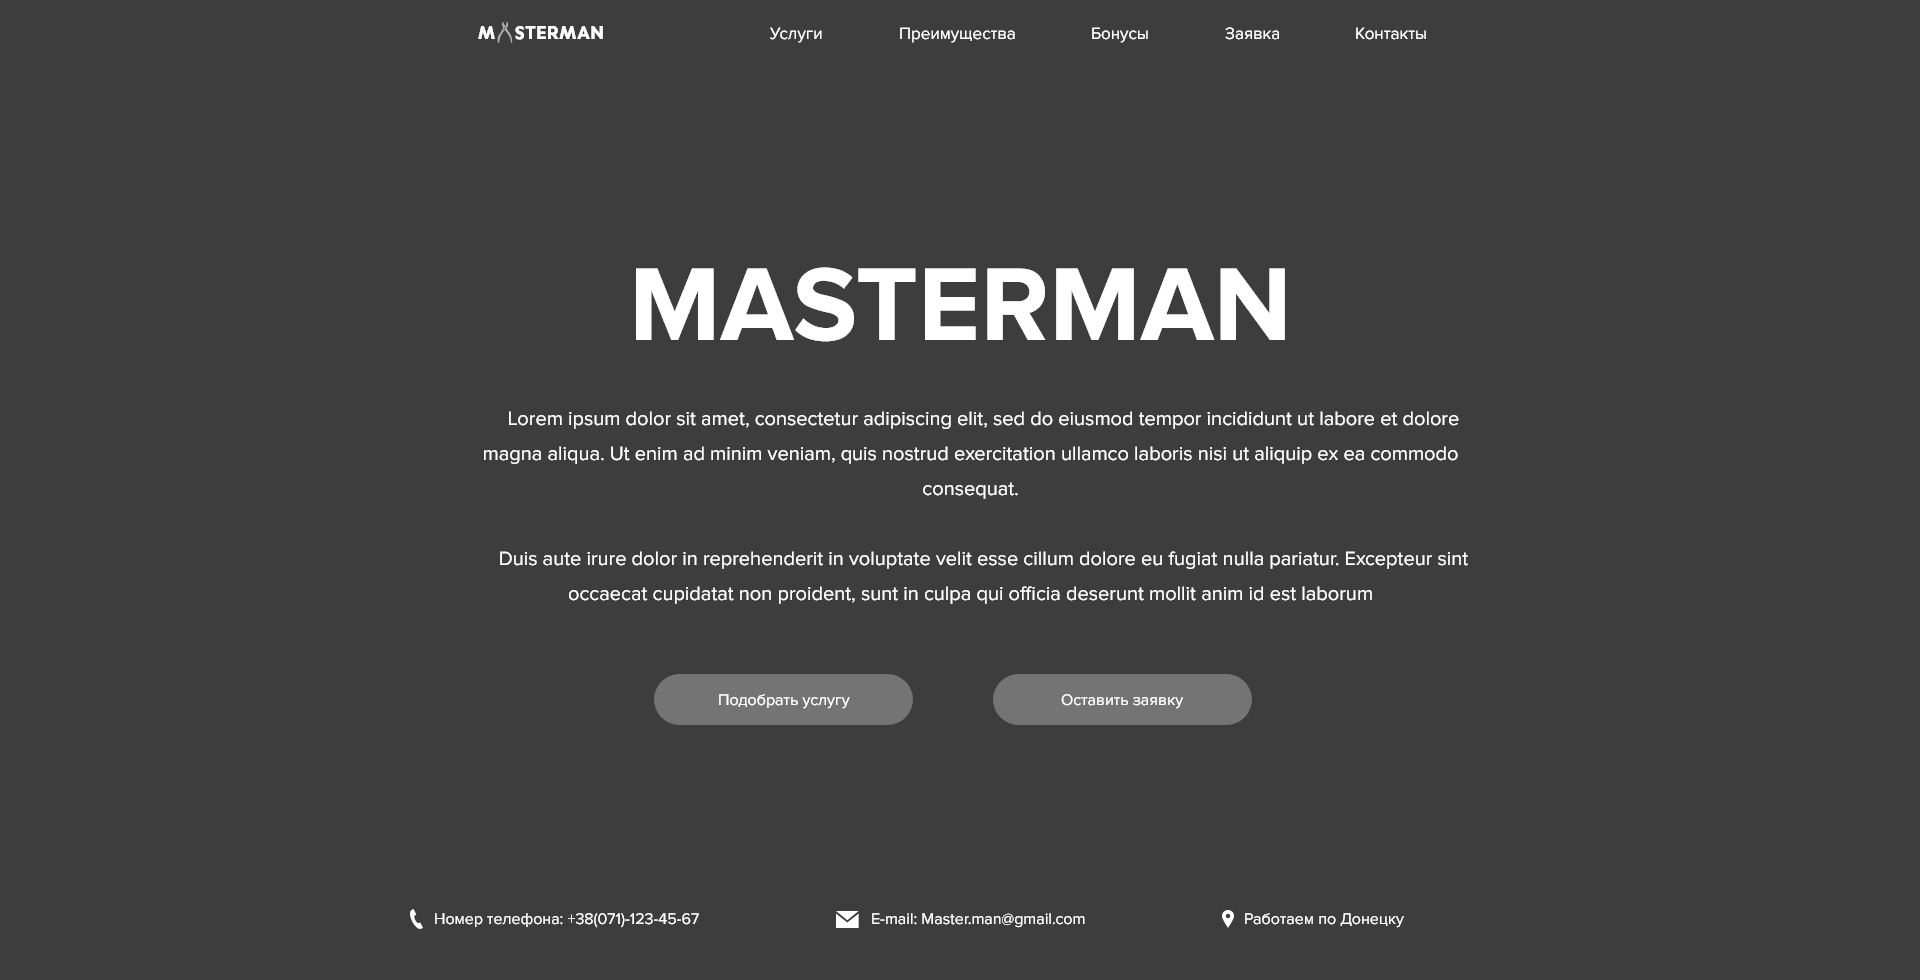 MASTERMAN
Услуги
Преимущества
Бонусы
Заявка
Контакты
MASTERMAN
Lorem ipsum dolor sit amet, consectetur adipiscing elit, sed do eiusmod tempor incididunt ut labore et dolore
magna aliqua. Ut enim ad minim veniam, quis nostrud exercitation ullamco laboris nisi ut aliquip ex ea commodo
consequat.
Duis aute irure dolor in reprehenderit in voluptate velit esse cillum dolore eu fugiat nulla pariatur. Excepteur sint
occaecat cupidatat non proident, sunt in culpa qui officia deserunt mollit anim id est laborum
Подобрать услугу
Оставить заявку
Номер телефона: +38(071)-123-45-67
E-mail: Master.man@gmail.com
Работаем по Донецку